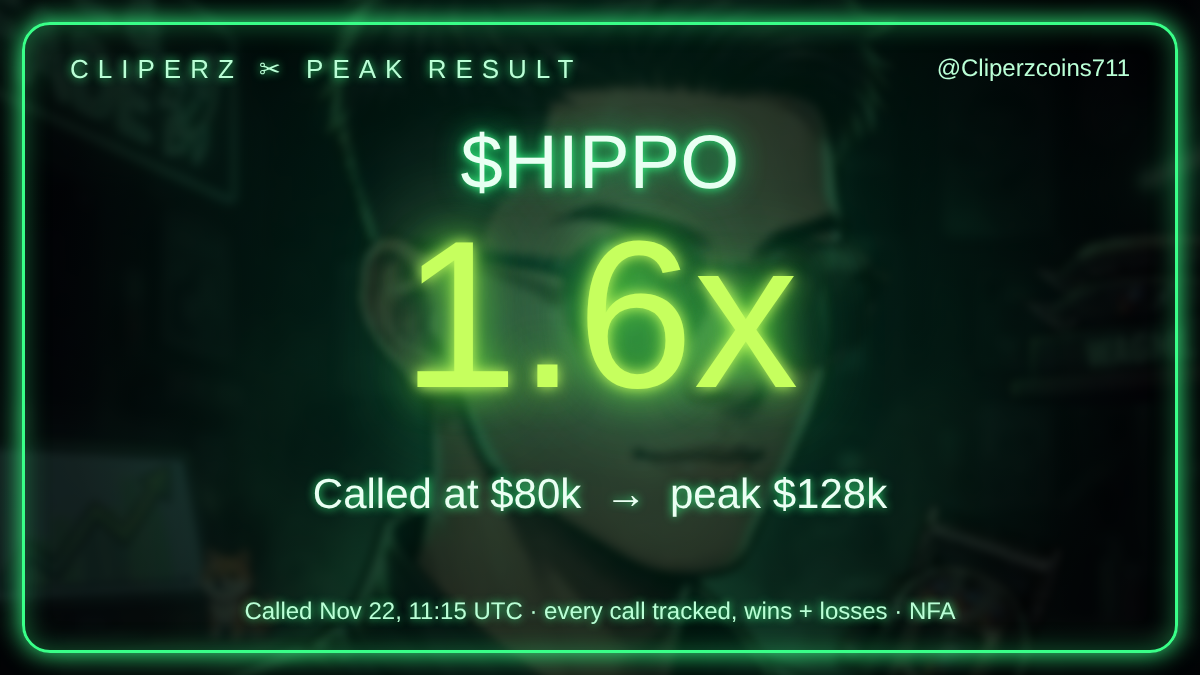 CLIPERZ ✂ PEAK RESULT
@Cliperzcoins711
$HIPPO
1.6x
Called at $80k → peak $128k
Called Nov 22, 11:15 UTC · every call tracked, wins + losses · NFA